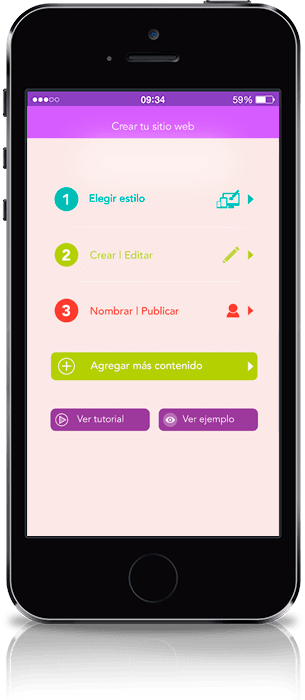 09:34
59%
Crear tu sitio web
1 Elegir estilo
2 Crear | Editar
3 Nombrar | Publicar
Agregar más contenido
Ver tutorial
Ver ejemplo